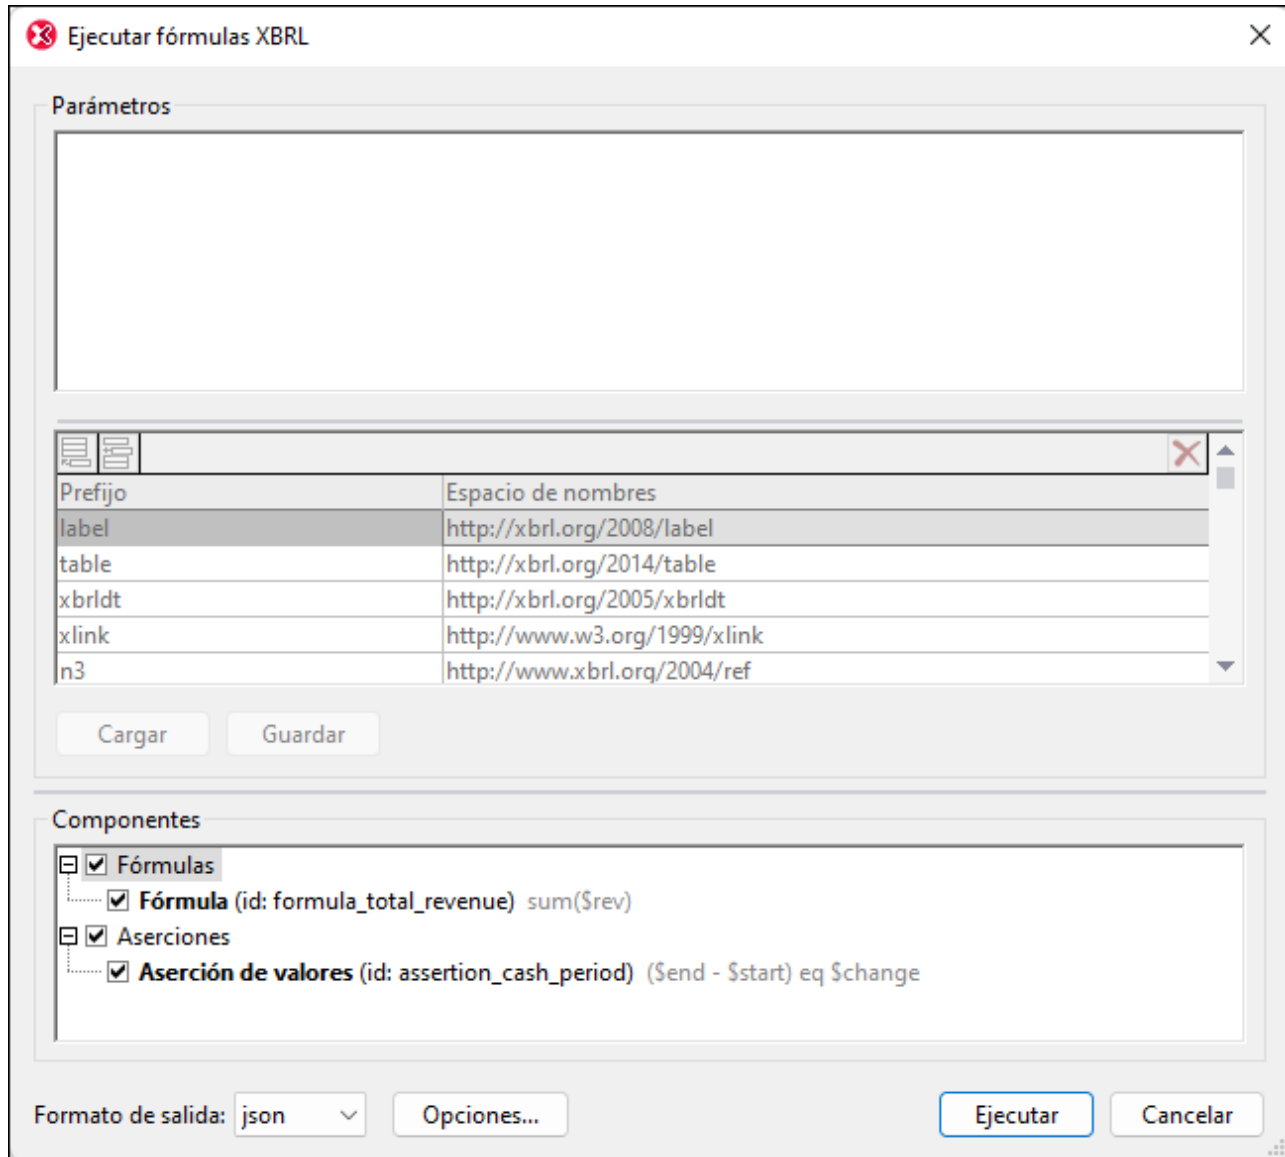 Ejecutar fórmulas XBRL
Parámetros
Prefijo Espacio de nombres
label http://xbrl.org/2008/label
table http://xbrl.org/2014/table
xbrldt http://xbrl.org/2005/xbrldt
xlink http://www.w3.org/1999/xlink
n3 http://www.xbrl.org/2004/ref
Cargar Guardar
Componentes
Fórmulas
Fórmula (id: formula_total_revenue) sum($rev)
Aserciones
Aserción de valores (id: assertion_cash_period) ($end - $start) eq $change
Formato de salida: json Opciones... Ejecutar Cancelar